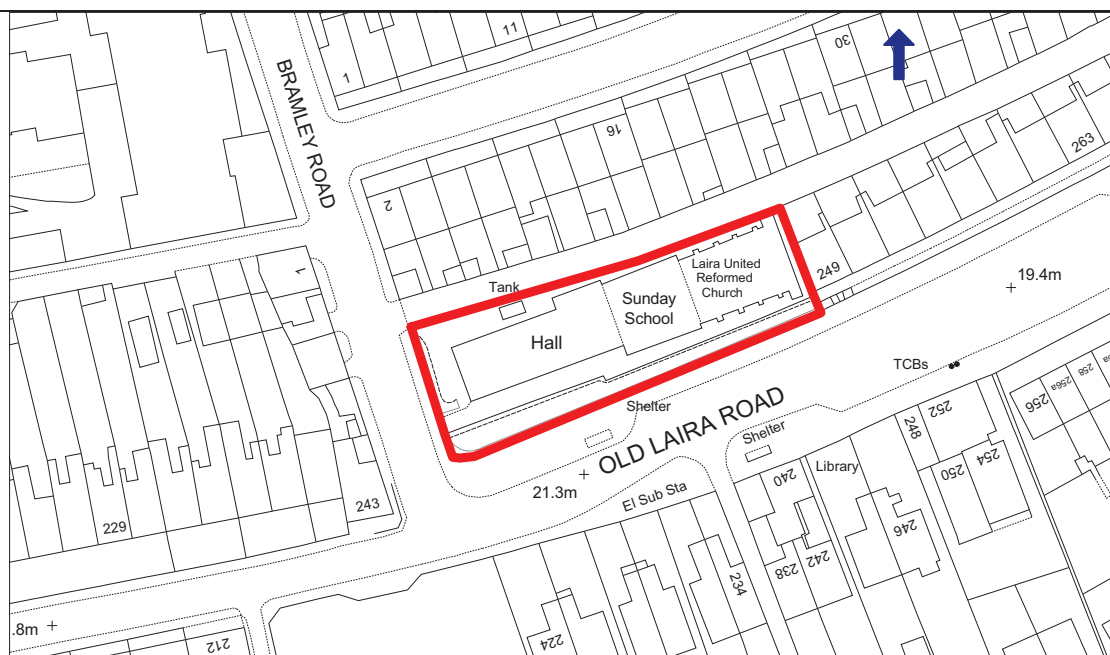 11
1
30
BRAMLEY ROAD
16
2
263
249
19.4m
Laira United
Reformed
Church
1
Tank
Sunday
School
Hall
TCBs
258
256a
256
Shelter
OLD LAIRA ROAD
252
248
Shelter
254
250
240
Library
21.3m
El Sub Sta
243
229
246
242
238
234
.8m
224
212